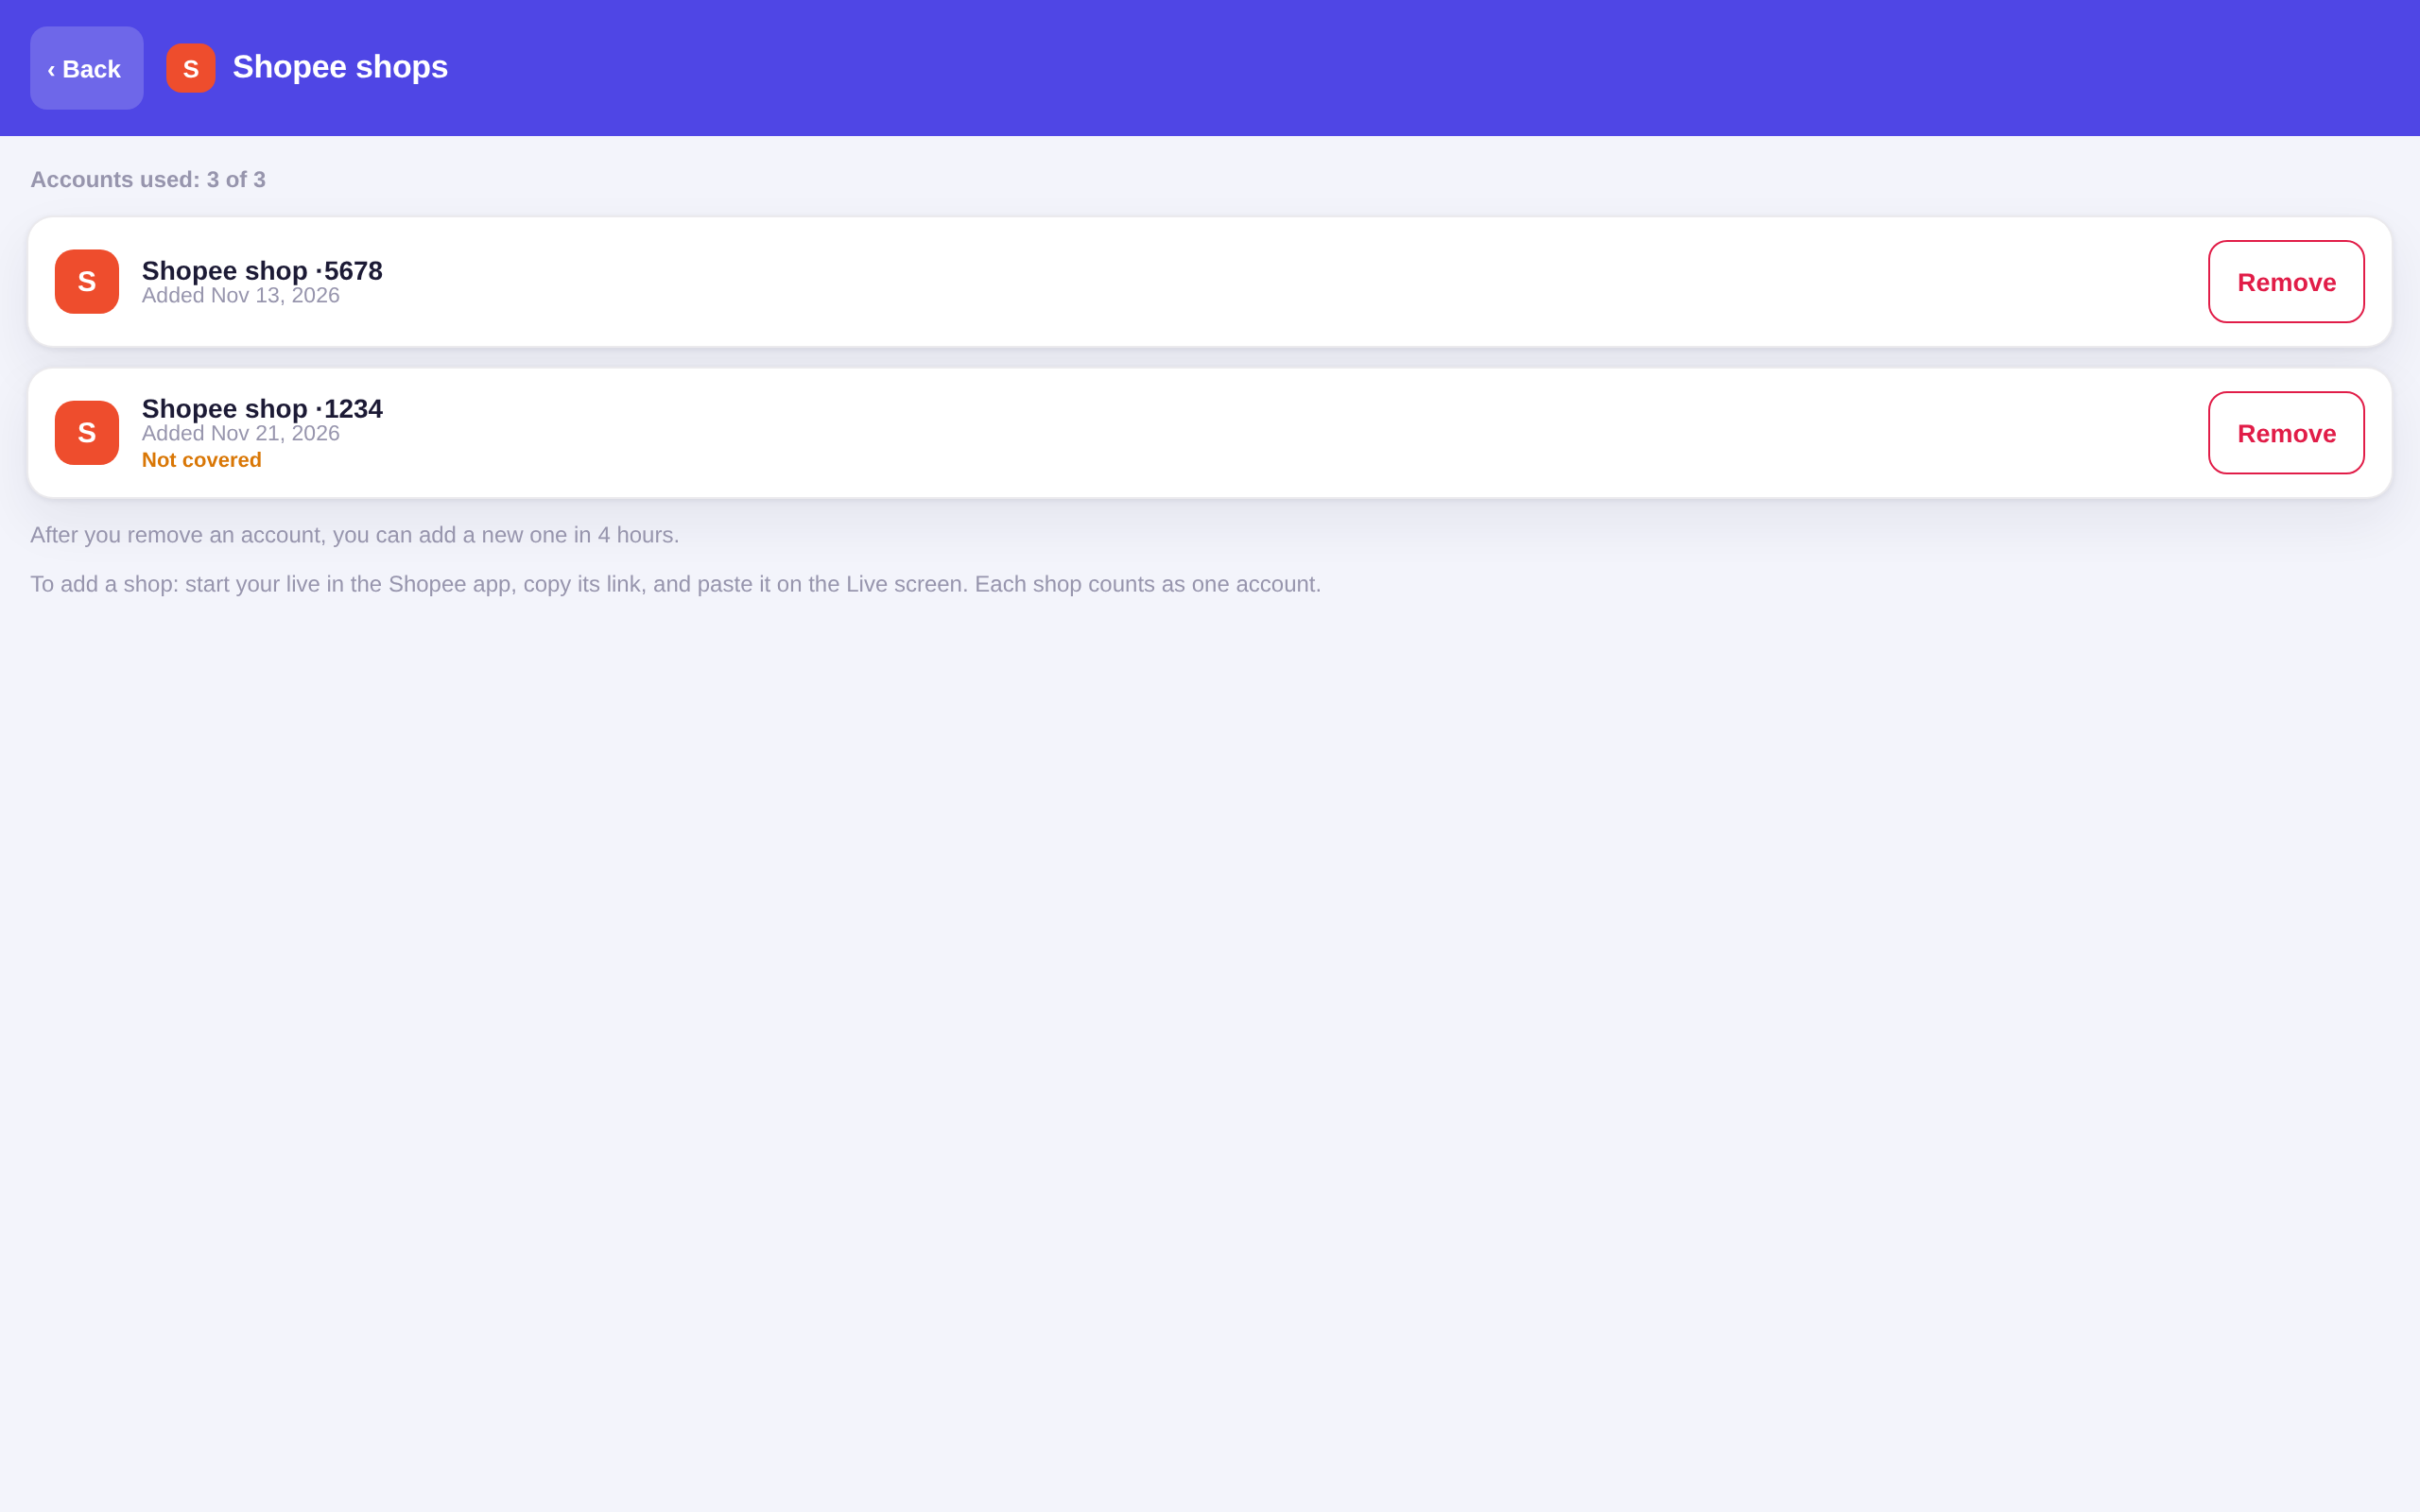 ‹ Back
S
Shopee shops
Accounts used: 3 of 3
S
Shopee shop ·5678
Added Nov 13, 2026
Remove
S
Shopee shop ·1234
Added Nov 21, 2026
Not covered
Remove
After you remove an account, you can add a new one in 4 hours.
To add a shop: start your live in the Shopee app, copy its link, and paste it on the Live screen. Each shop counts as one account.